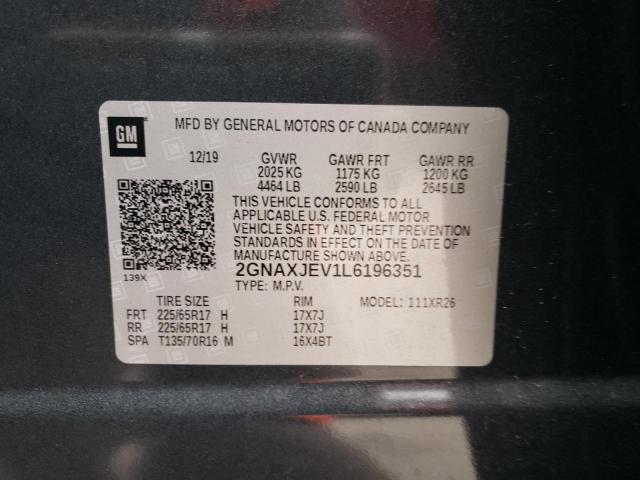 GM
MFD BY GENERAL MOTORS OF CANADA COMPANY
12/19 GVWR GAWR FRT GAWR RR
2025 KG 1175 KG 1200 KG
4464 LB 2590 LB 2645 LB
THIS VEHICLE CONFORMS TO ALL
APPLICABLE U.S. FEDERAL MOTOR
VEHICLE SAFETY AND THEFT PREVENTION
STANDARDS IN EFFECT ON THE DATE OF
MANUFACTURE SHOWN ABOVE.
139X 2GNAXJEV1L6196351
TYPE: M.P.V.
TIRE SIZE RIM MODEL: 111XR26
FRT 225/65R17 H 17X7J
RR 225/65R17 H 17X7J
SPA T135/70R16 M 16X4BT